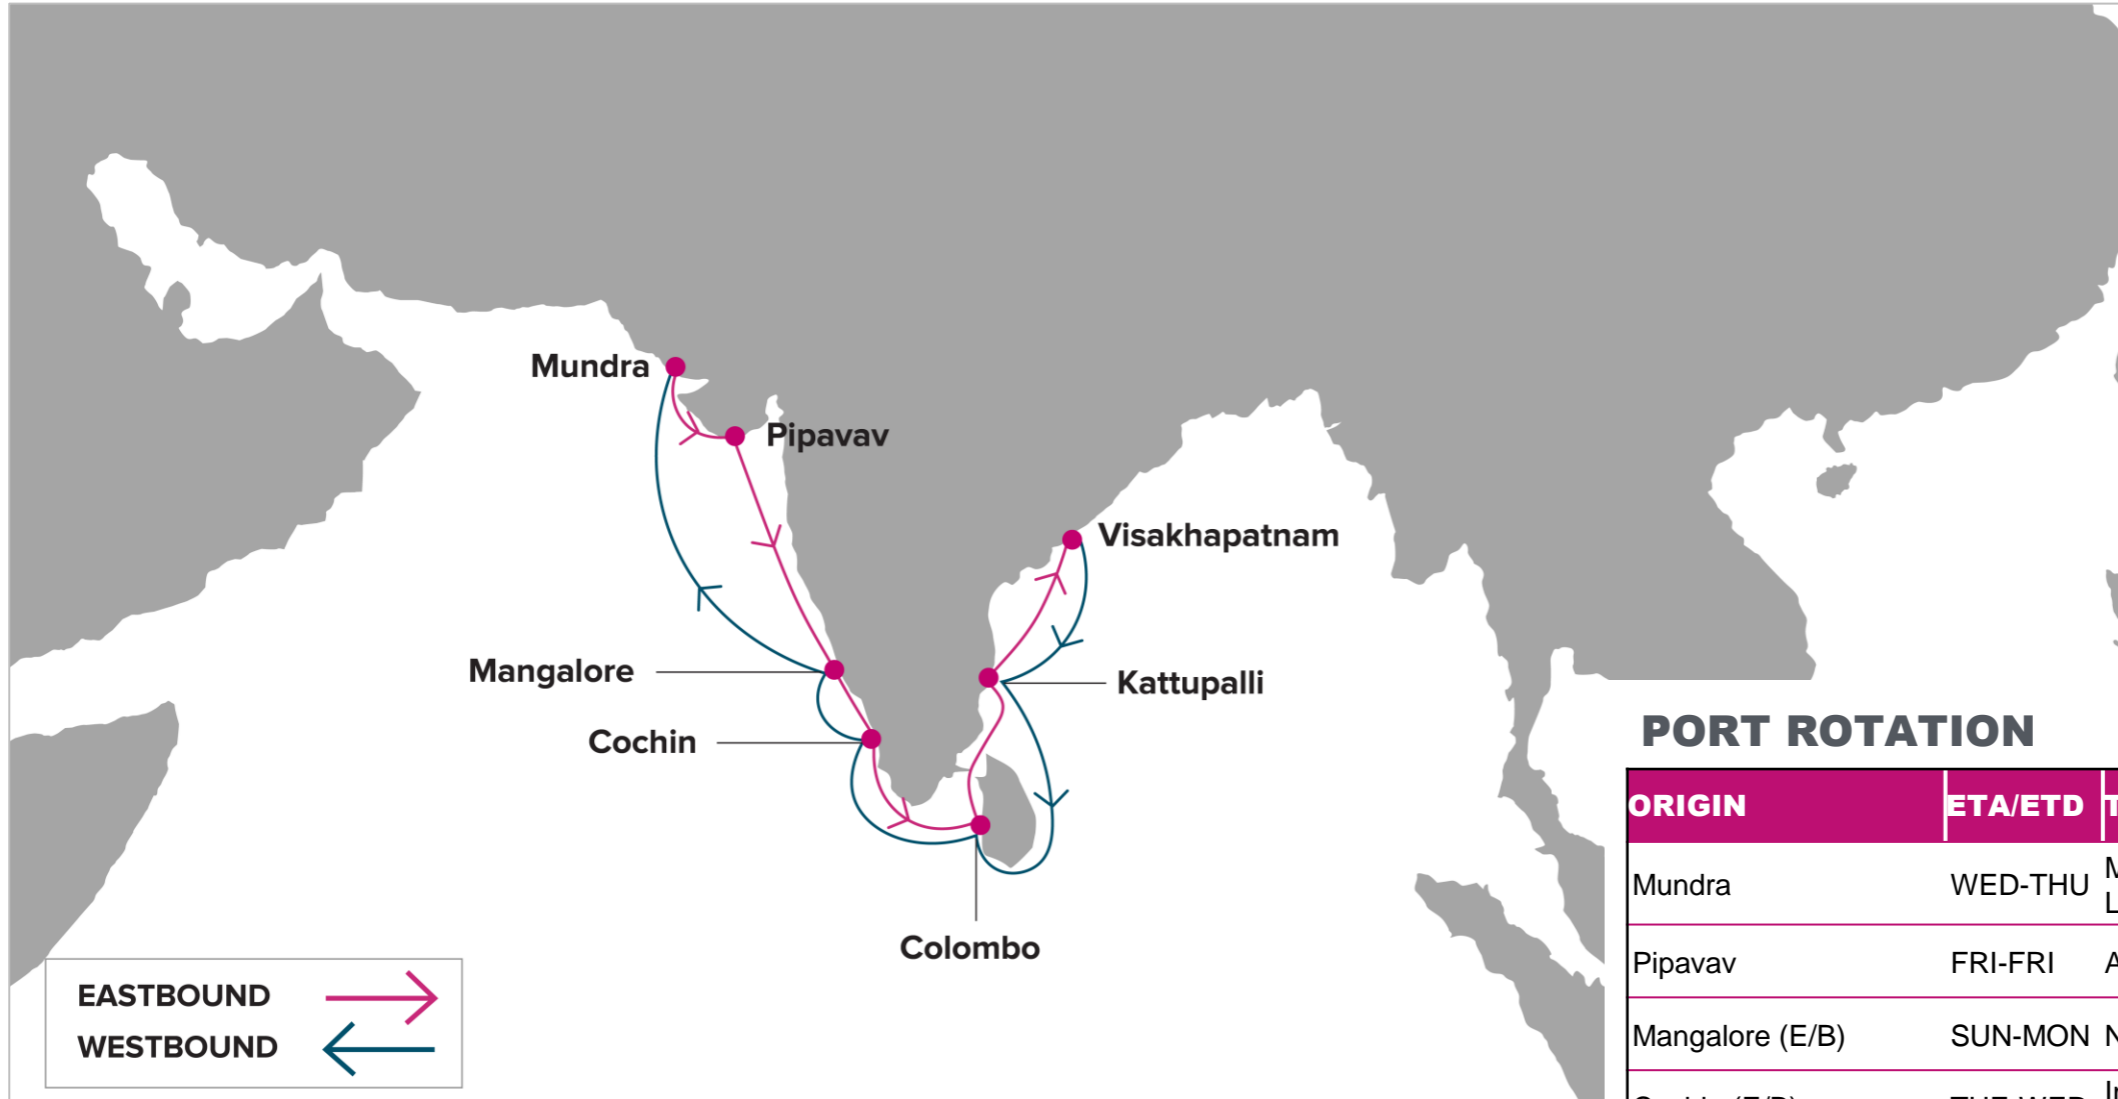 Mundra
Pipavav
Visakhapatnam
Mangalore
Kattupalli
Cochin
Colombo
EASTBOUND
WESTBOUND
PORT ROTATION
ORIGIN ETA/ETD
Mundra WED-THU
Pipavav FRI-FRI
Mangalore (E/B) SUN-MON